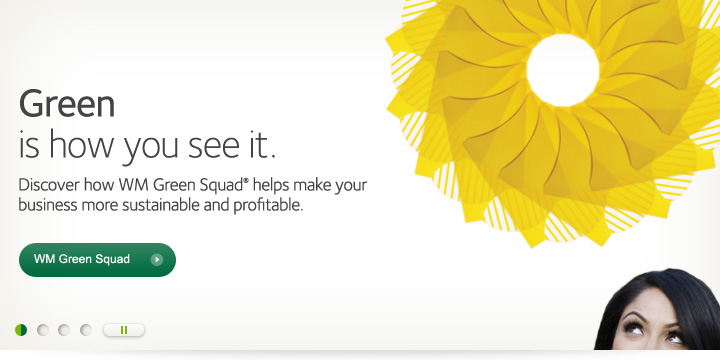 Green
is how you see it.
Discover how WM Green Squad® helps make your
business more sustainable and profitable.
WM Green Squad